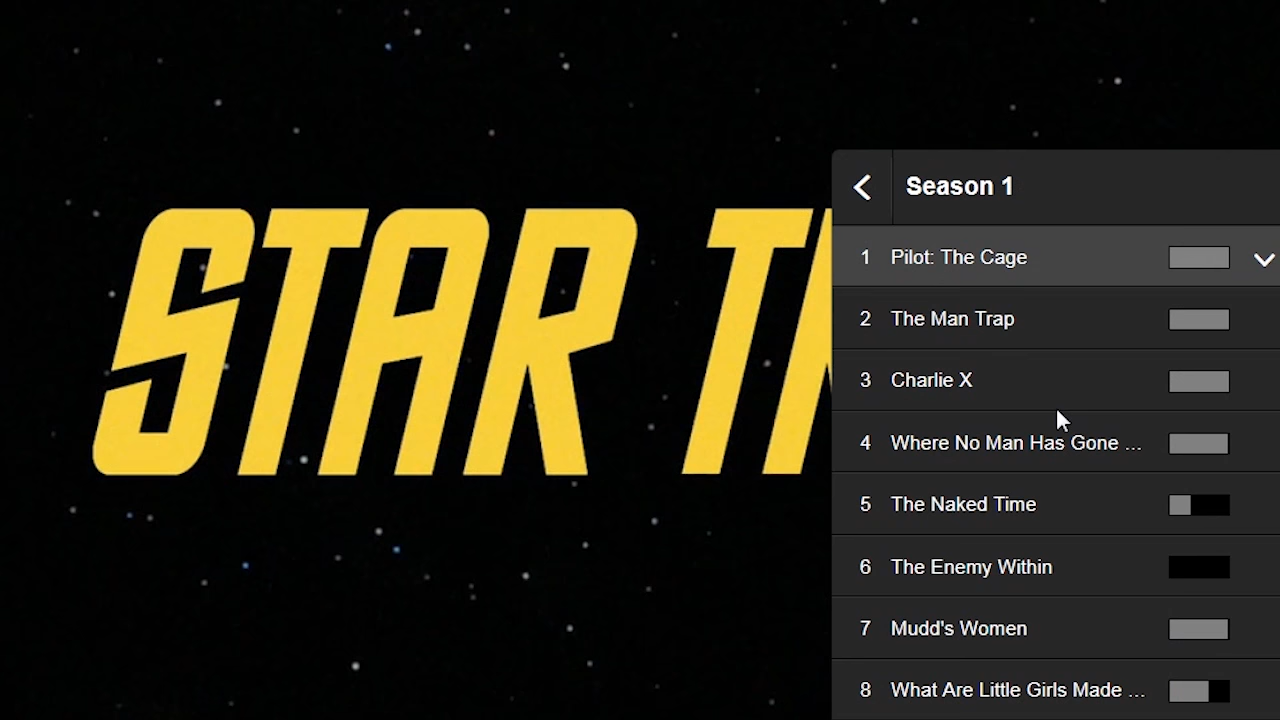 STAR TR
Season 1
1 Pilot: The Cage
2 The Man Trap
3 Charlie X
4 Where No Man Has Gone ...
5 The Naked Time
6 The Enemy Within
7 Mudd's Women
8 What Are Little Girls Made ...